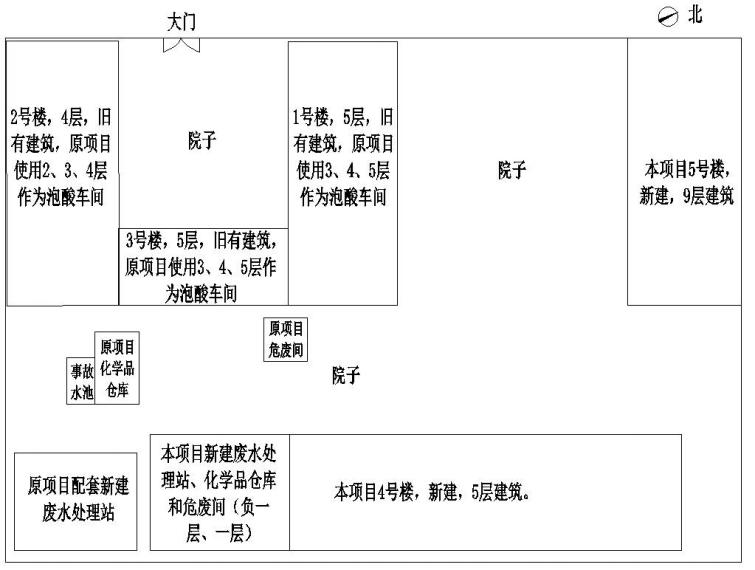 大门
北
2号楼，4层，旧
有建筑，原项目
使用2、3、4层
作为泡酸车间
院子
1号楼，5层，旧
有建筑，原项目
使用3、4、5层
作为泡酸车间
院子
本项目5号楼，
新建，9层建筑
3号楼，5层，旧有建筑，
原项目使用3、4、5层作
为泡酸车间
原项目
化学品
仓库
事故
水池
原项目
危废间
院子
原项目配套新建
废水处理站
本项目新建废水处
理站、化学品仓库
和危废间（负一
层、一层）
本项目4号楼，新建，5层建筑。